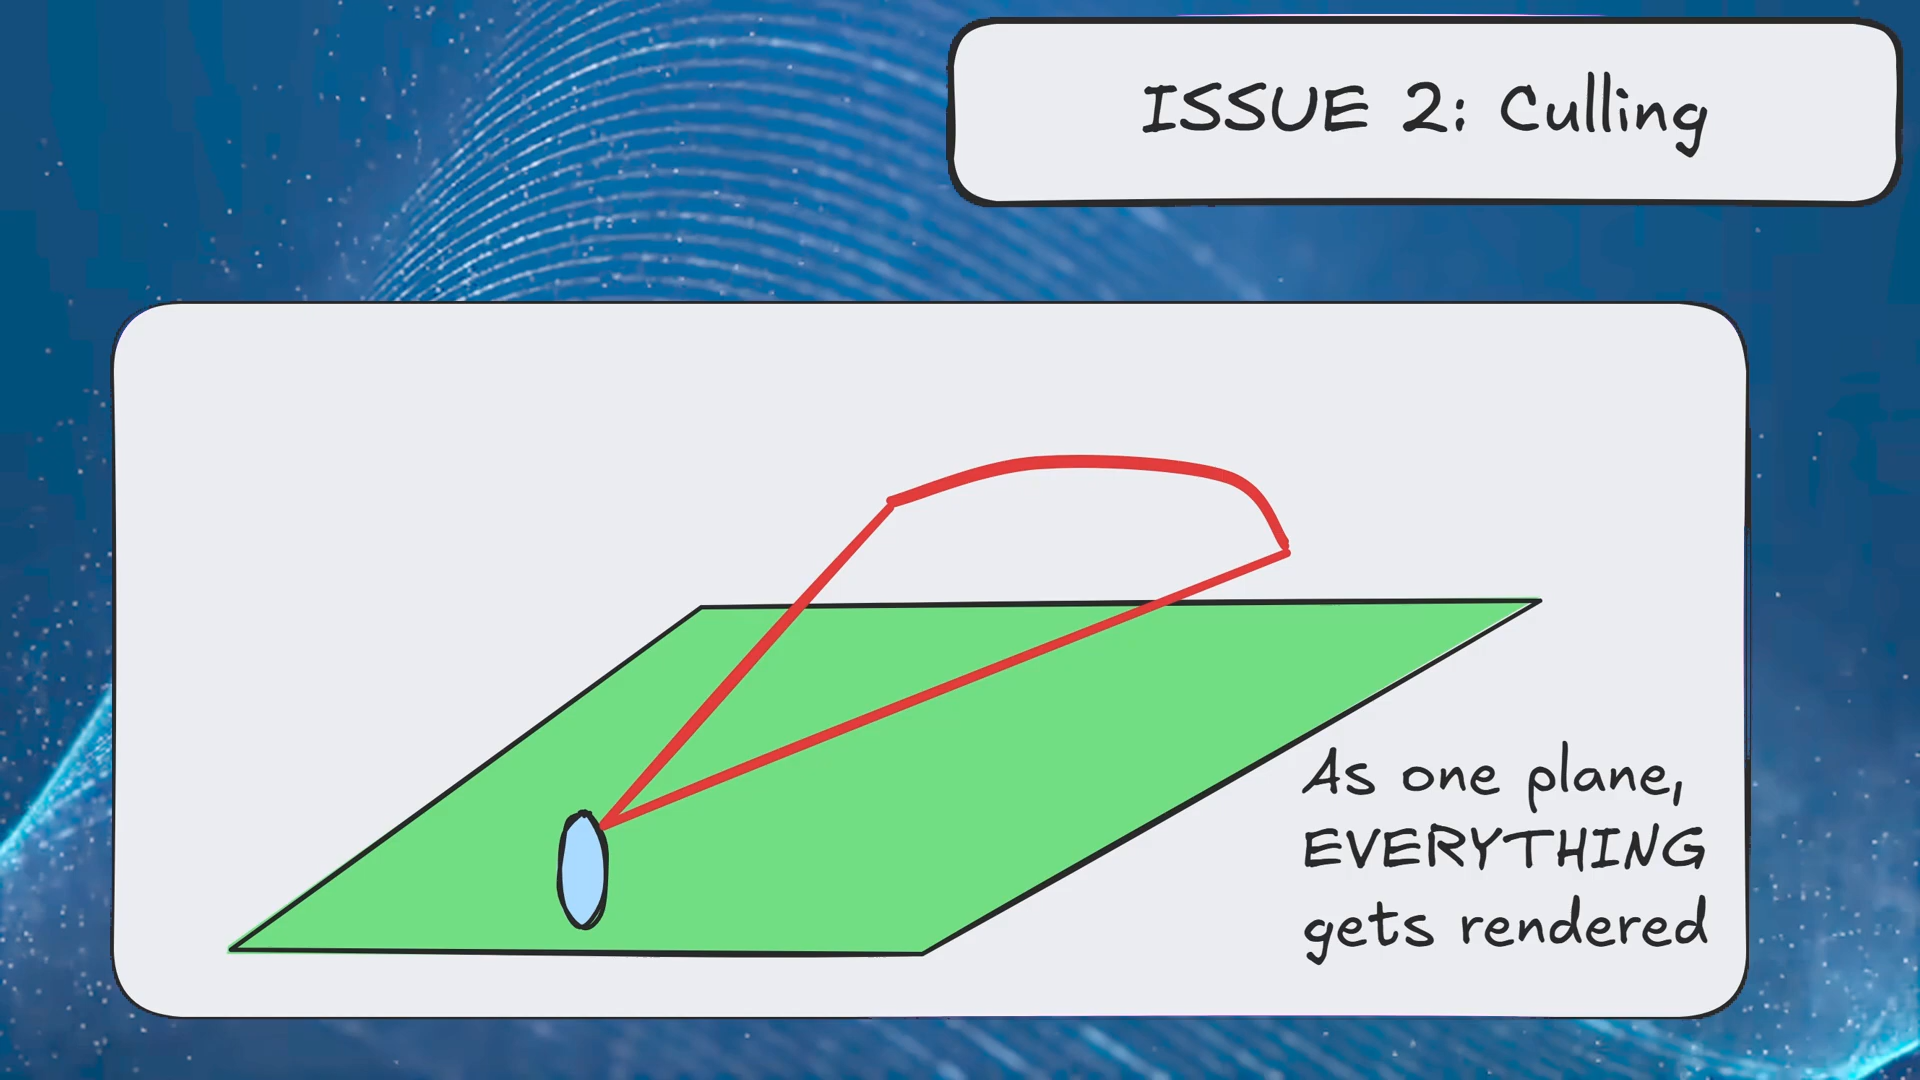 ISSUE 2: Culling
As one plane,
EVERYTHING
gets rendered